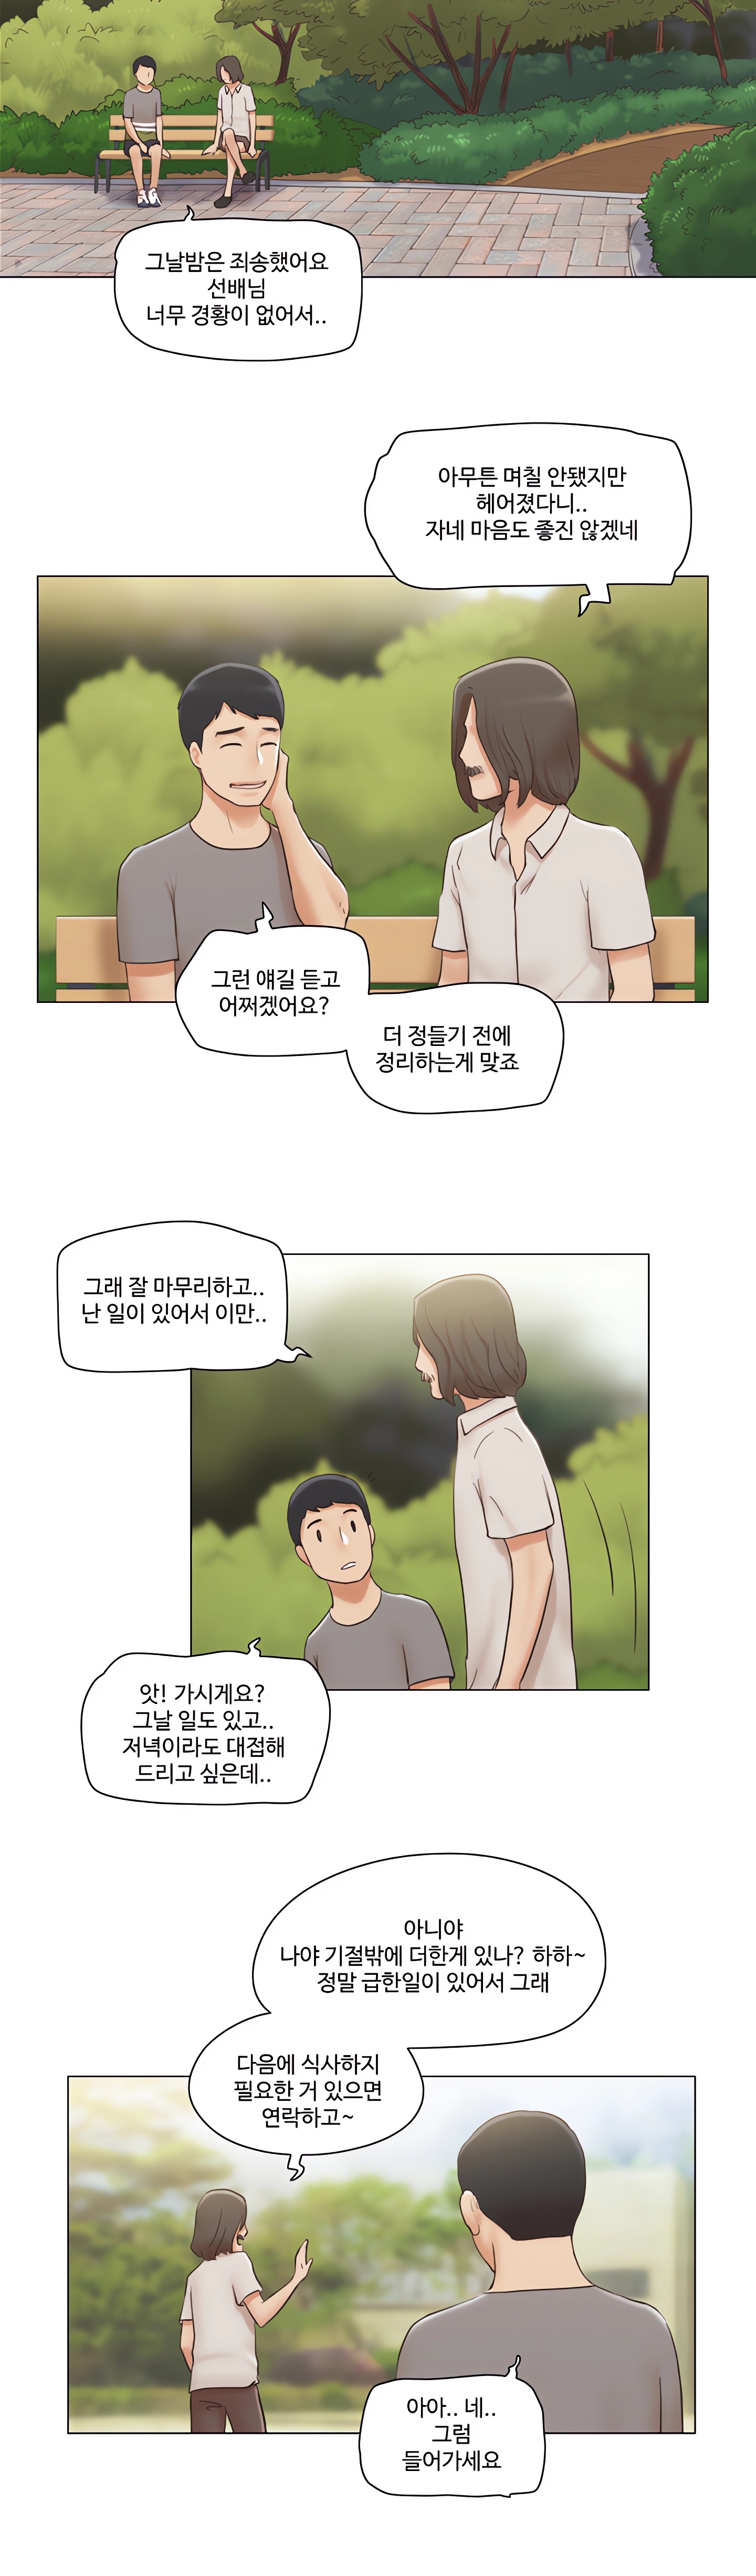 그날밤은 죄송했어요
선배님
너무 경황이 없어서..
아무튼 며칠 안됐지만
헤어졌다니..
자네 마음도 좋진 않겠네
그런 얘길 듣고
어쩌겠어요?
더 정들기 전에
정리하는게 맞죠
그래 잘 마무리하고..
난 일이 있어서 이만..
앗! 가시게요?
그날 일도 있고..
저녁이라도 대접해
드리고 싶은데..
아니야
나야 기절밖에 더한게 있나? 하하~
정말 급한일이 있어서 그래
다음에 식사하지
필요한 거 있으면
연락하고~
아아.. 네..
그럼
들어가세요